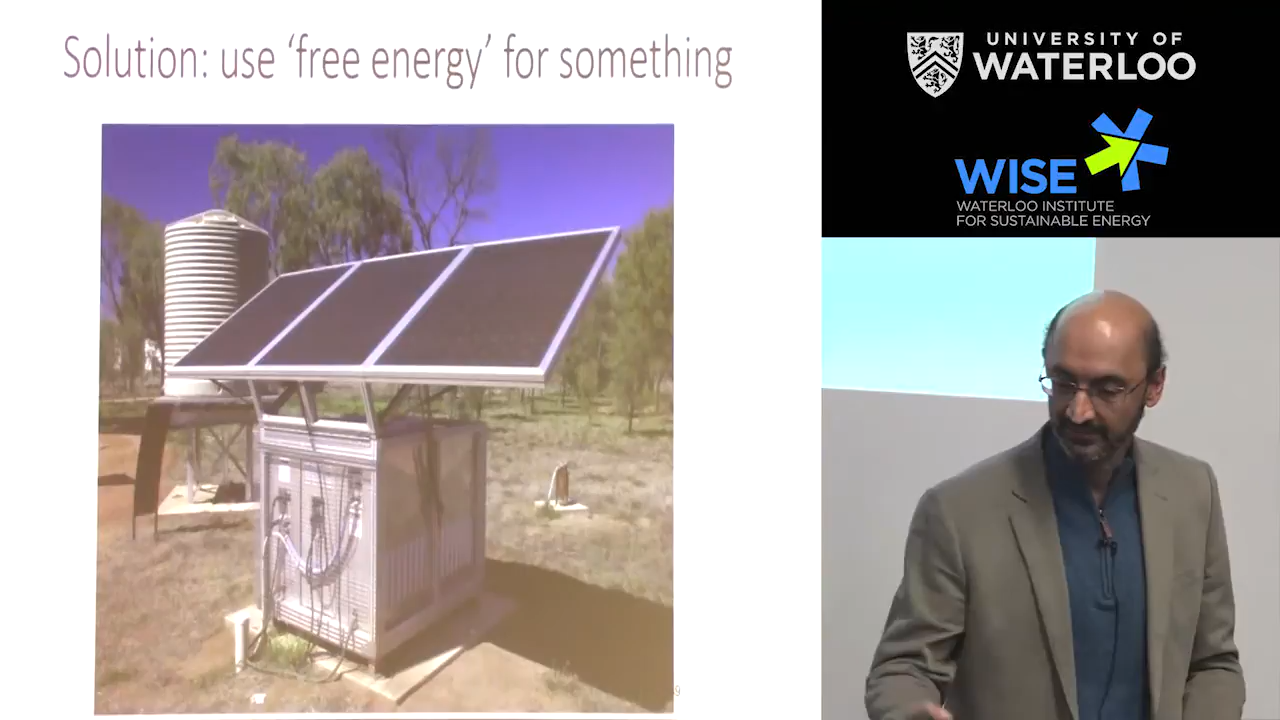 Solution: use ‘free energy’ for something
UNIVERSITY OF
WATERLOO
WISE
WATERLOO INSTITUTE
FOR SUSTAINABLE ENERGY